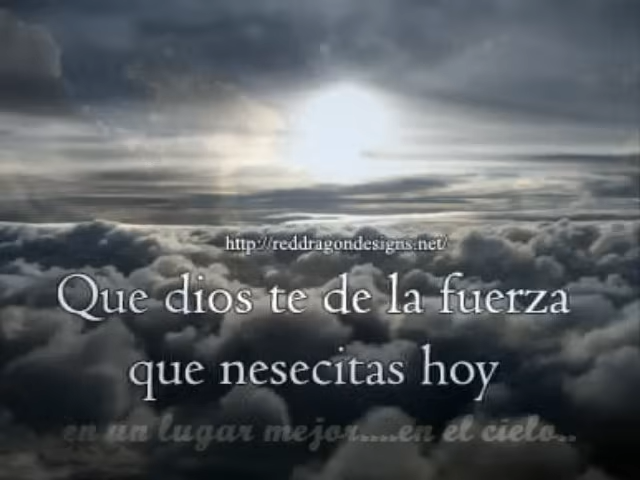 http://reddragondesigns.net/
Que dios te de la fuerza
que nesecitas hoy
en un lugar mejor....en el cielo..